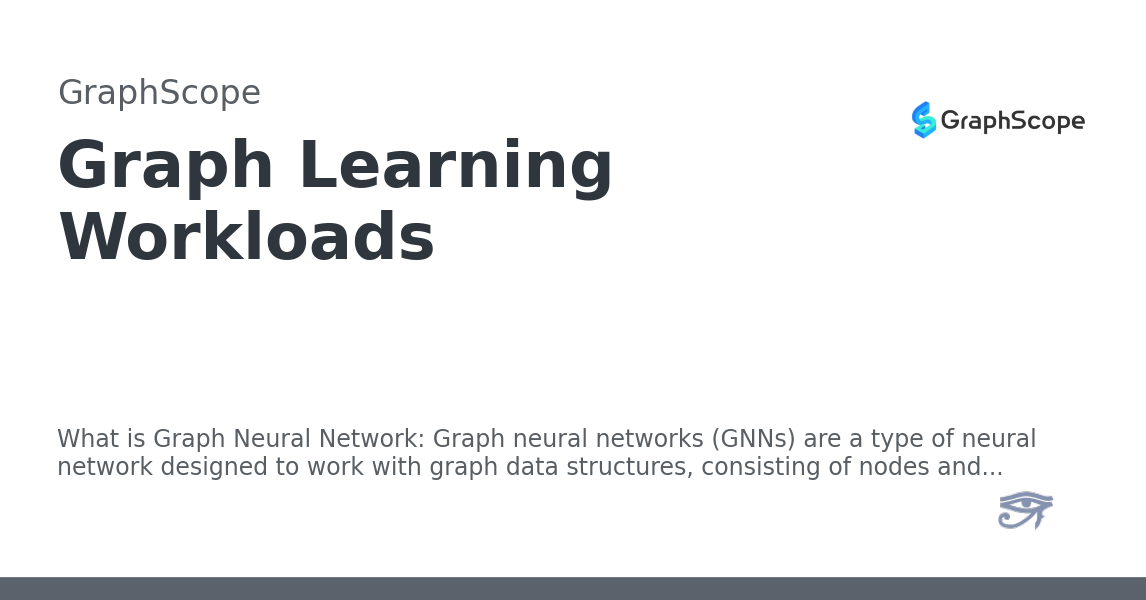 GraphScope
GraphScope
Graph Learning
Workloads
What is Graph Neural Network: Graph neural networks (GNNs) are a type of neural
network designed to work with graph data structures, consisting of nodes and...